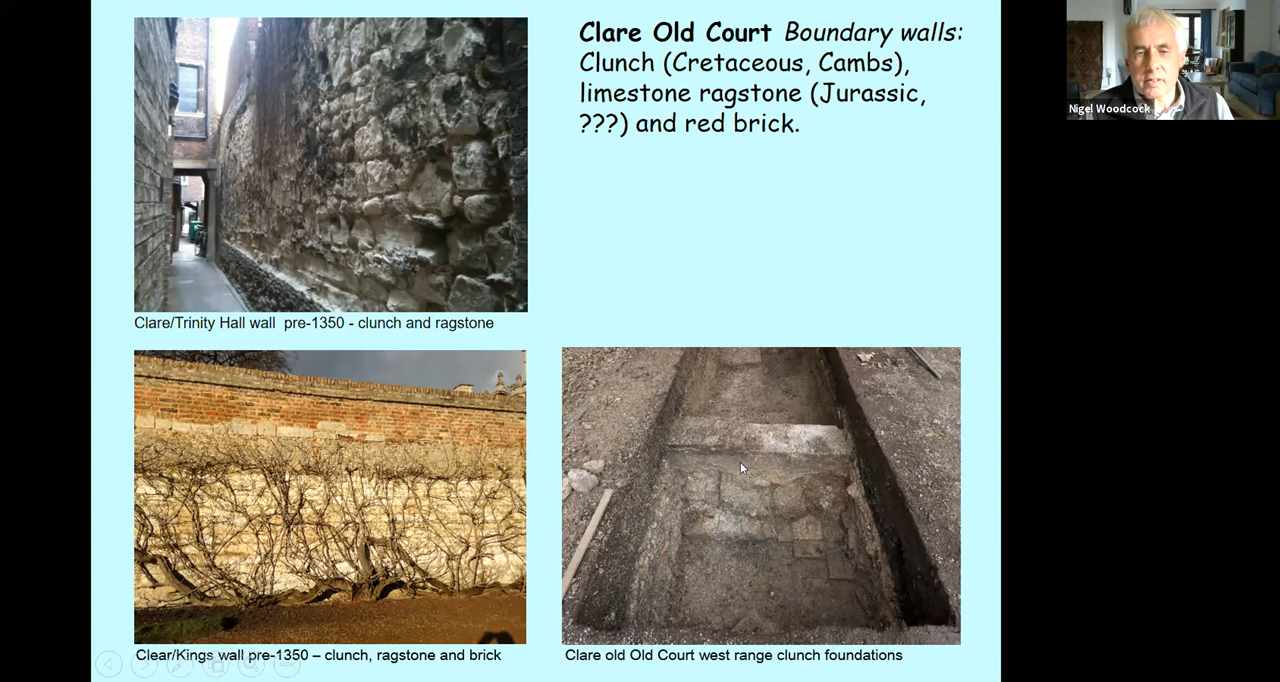 Clare Old Court Boundary walls:
Clunch (Cretaceous, Cambs),
limestone ragstone (Jurassic,
???) and red brick.
Nigel Woodcock
Clare/Trinity Hall wall pre-1350 - clunch and ragstone
Clear/Kings wall pre-1350 – clunch, ragstone and brick
Clare old Old Court west range clunch foundations